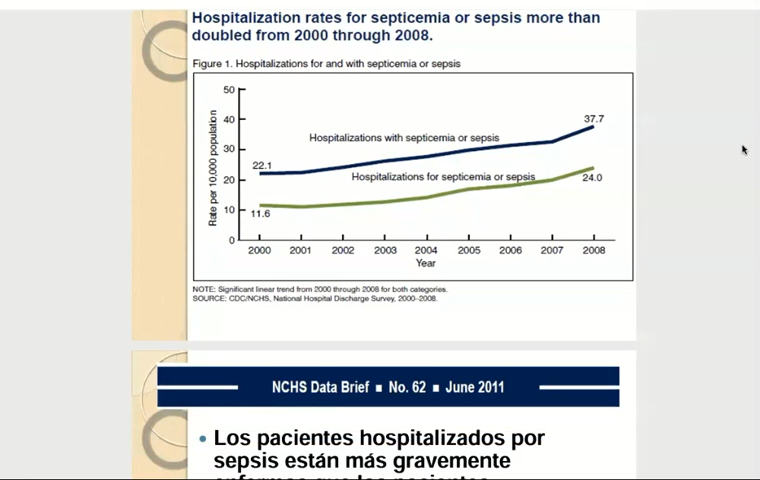 Hospitalization rates for septicemia or sepsis more than
doubled from 2000 through 2008.
Figure 1. Hospitalizations for and with septicemia or sepsis
Rate per 10,000 population
50
40
30
20
10
0
37.7
Hospitalizations with septicemia or sepsis
22.1
Hospitalizations for septicemia or sepsis
24.0
11.6
2000 2001 2002 2003 2004 2005 2006 2007 2008
Year
NOTE: Significant linear trend from 2000 through 2008 for both categories.
SOURCE: CDC/NCHS, National Hospital Discharge Survey, 2000–2008.
NCHS Data Brief ■ No. 62 ■ June 2011
• Los pacientes hospitalizados por
sepsis están más gravemente
enfermos que los pacientes